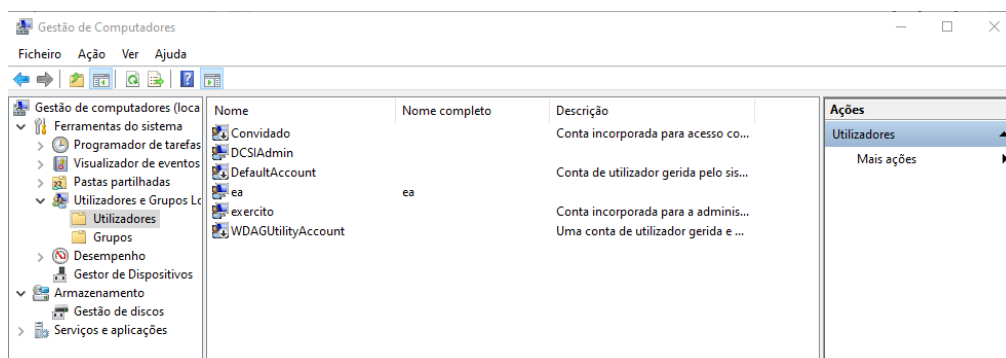 Gestão de Computadores
Ficheiro Ação Ver Ajuda
Gestão de computadores (loca
Ferramentas do sistema
Programador de tarefas
Visualizador de eventos
Pastas partilhadas
Utilizadores e Grupos Lo
Utilizadores
Grupos
Desempenho
Gestor de Dispositivos
Armazenamento
Gestão de discos
Serviços e aplicações
Nome Nome completo Descrição
Convidado Conta incorporada para acesso co...
DCSIAdmin
DefaultAccount Conta de utilizador gerida pelo sis...
ea ea
exercito Conta incorporada para a adminis...
WDAGUtilityAccount Uma conta de utilizador gerida e ...
Ações
Utilizadores
Mais ações